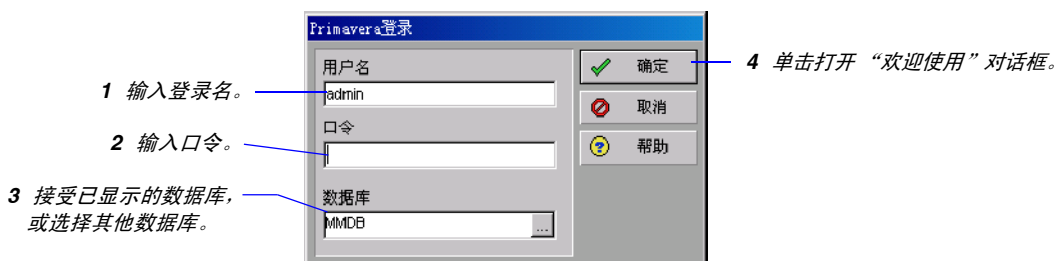 Primavera登录
用户名
admin
口令
数据库
MMDB
...
确定
取消
帮助
1 输入登录名。
2 输入口令。
3 接受已显示的数据库，
或选择其他数据库。
4 单击打开 “欢迎使用”对话框。